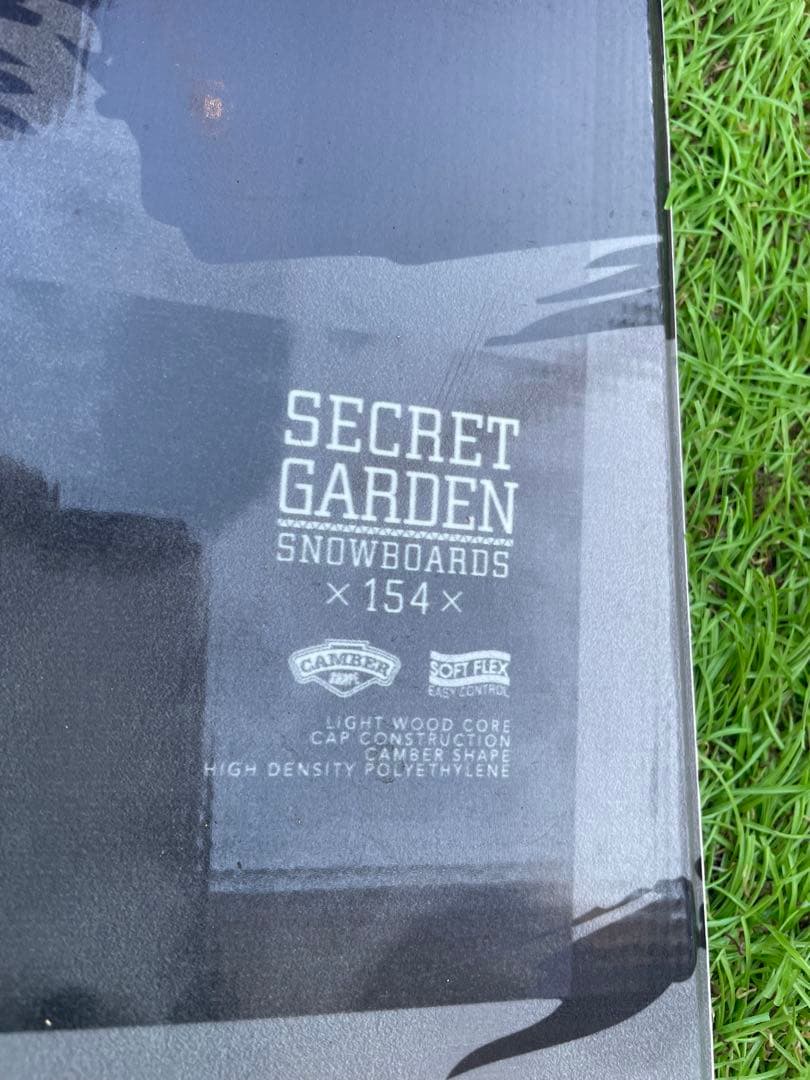 SECRET
GARDEN
SNOWBOARDS
×154×
CAMBER
SHAPE
SOFT FLEX
EASY CONTROL
LIGHT WOOD CORE
CAP CONSTRUCTION
CAMBER SHAPE
HIGH DENSITY POLYETHYLENE